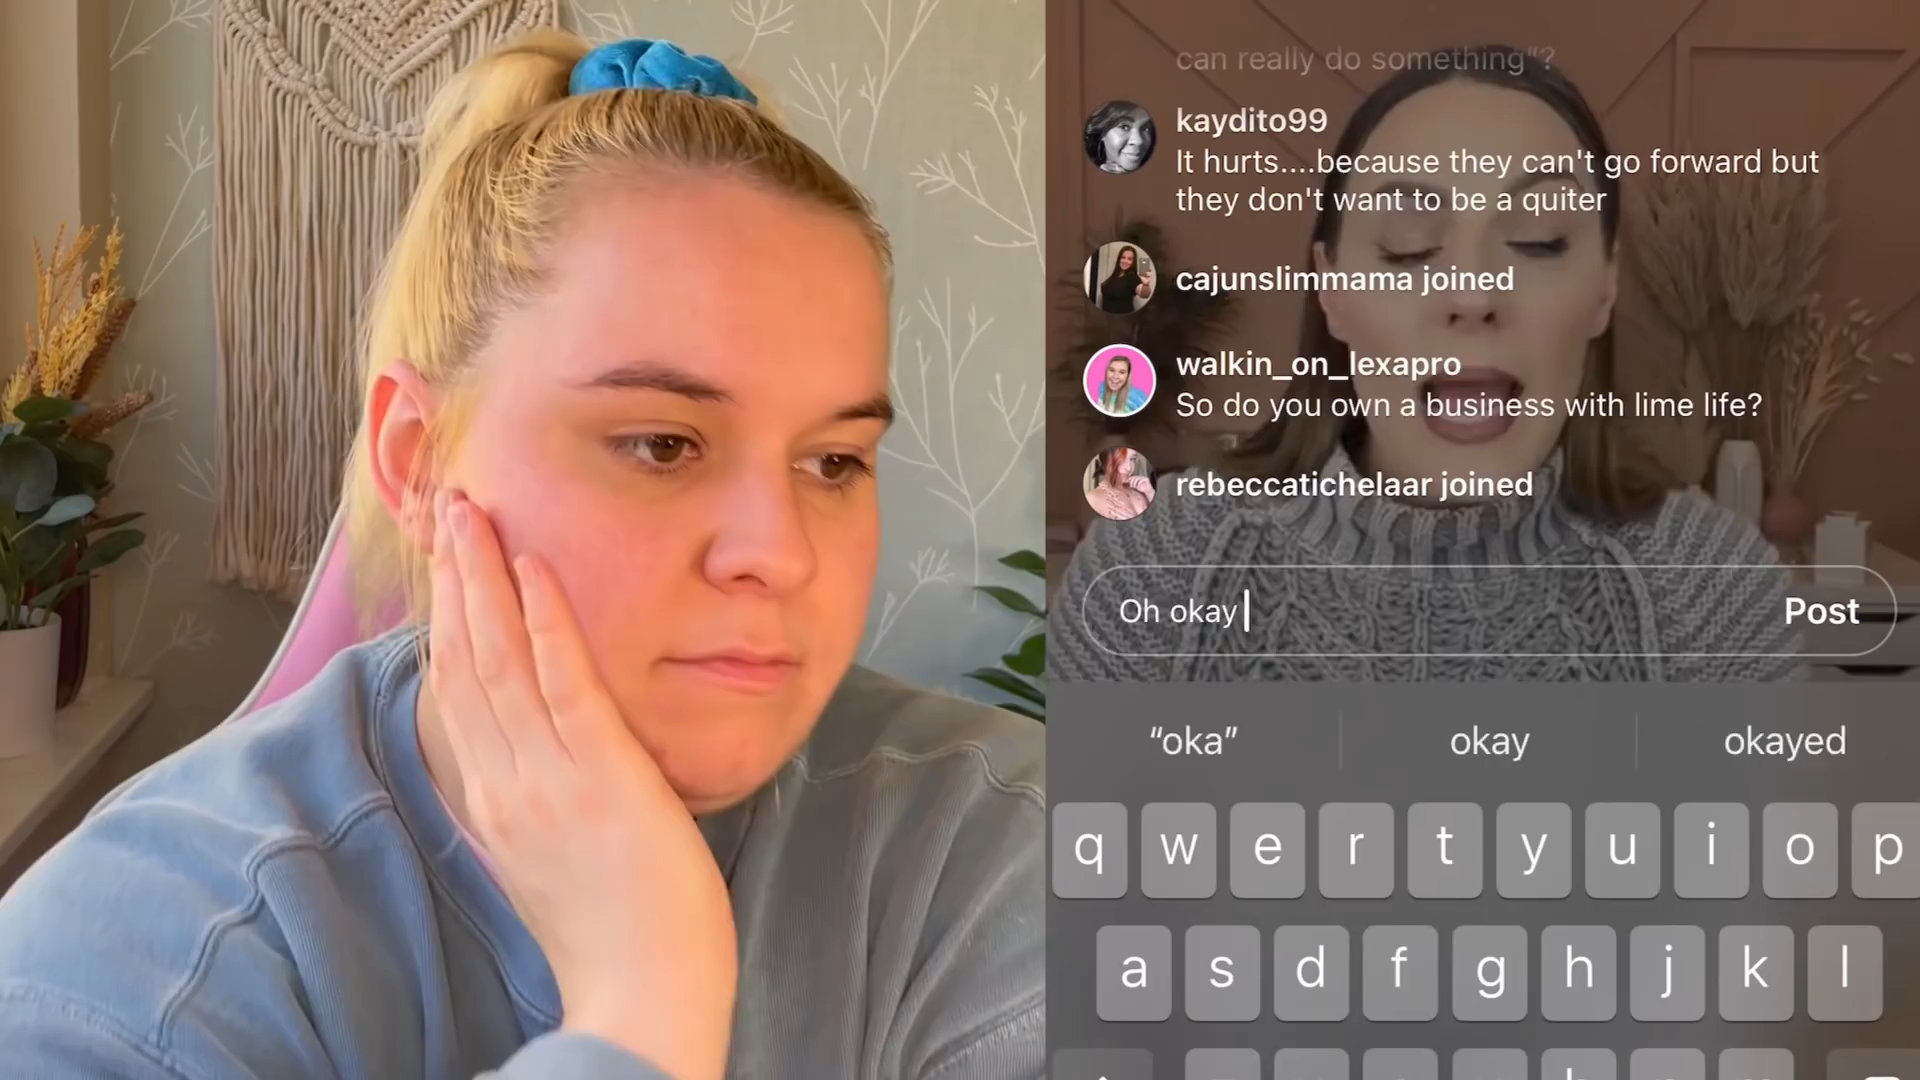 can really do something"?
kaydito99
It hurts....because they can't go forward but
they don't want to be a quiter
cajunslimmama joined
walkin_on_lexapro
So do you own a business with lime life?
rebeccatichelaar joined
Oh okay
Post
“oka”
okay
okayed
q w e r t y u i o p
a s d f g h j k l